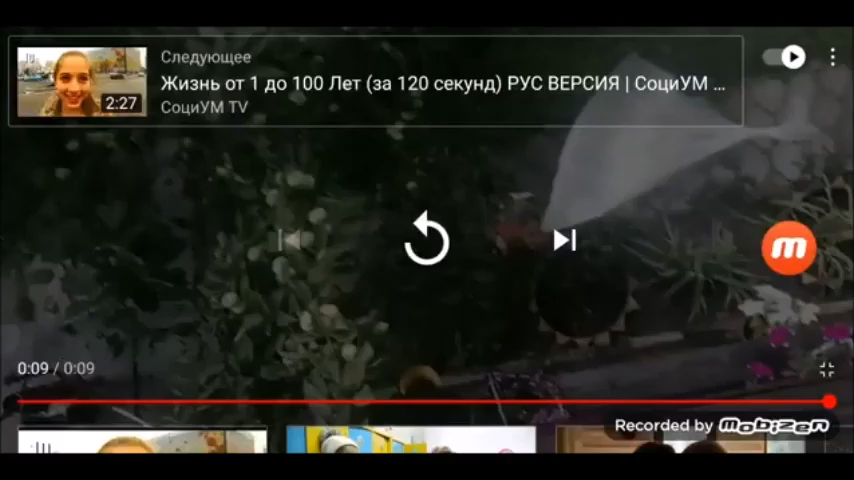 Следующее
Жизнь от 1 до 100 Лет (за 120 секунд) РУС ВЕРСИЯ | СоциУМ ...
2:27
СоциУМ TV
m
0:09 / 0:09
Recorded by Mobizen